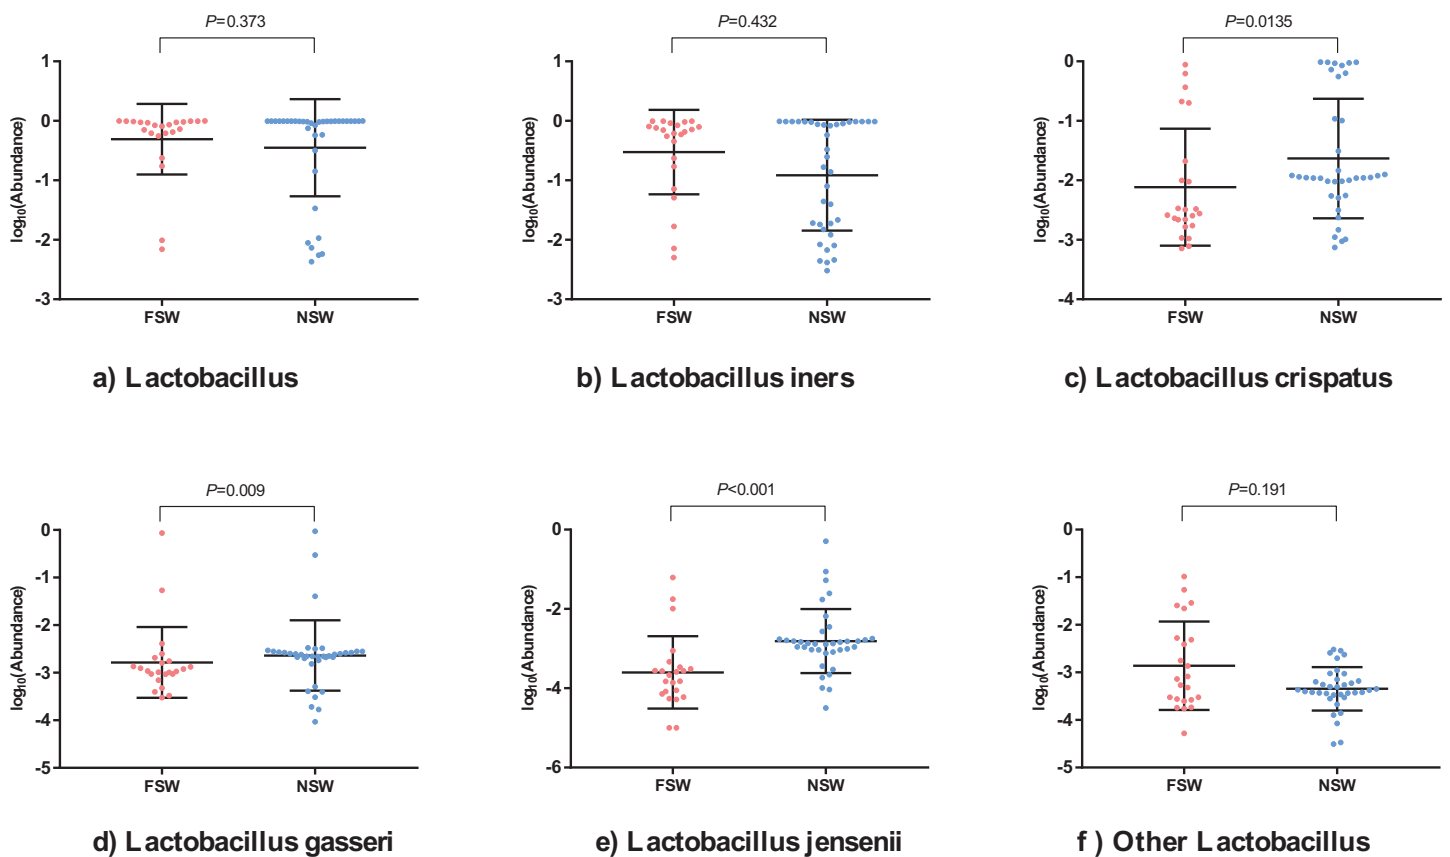 P=0.373
log10(Abundance)
1
0
-1
-2
-3
FSW NSW
a) Lactobacillus
P=0.432
log10(Abundance)
1
0
-1
-2
-3
FSW NSW
b) Lactobacillus iners
P=0.0135
log10(Abundance)
0
-1
-2
-3
-4
FSW NSW
c) Lactobacillus crispatus
P=0.009
log10(Abundance)
0
-1
-2
-3
-4
-5
FSW NSW
d) Lactobacillus gasseri
P<0.001
log10(Abundance)
0
-2
-4
-6
FSW NSW
e) Lactobacillus jensenii
P=0.191
log10(Abundance)
0
-1
-2
-3
-4
-5
FSW NSW
f ) Other Lactobacillus